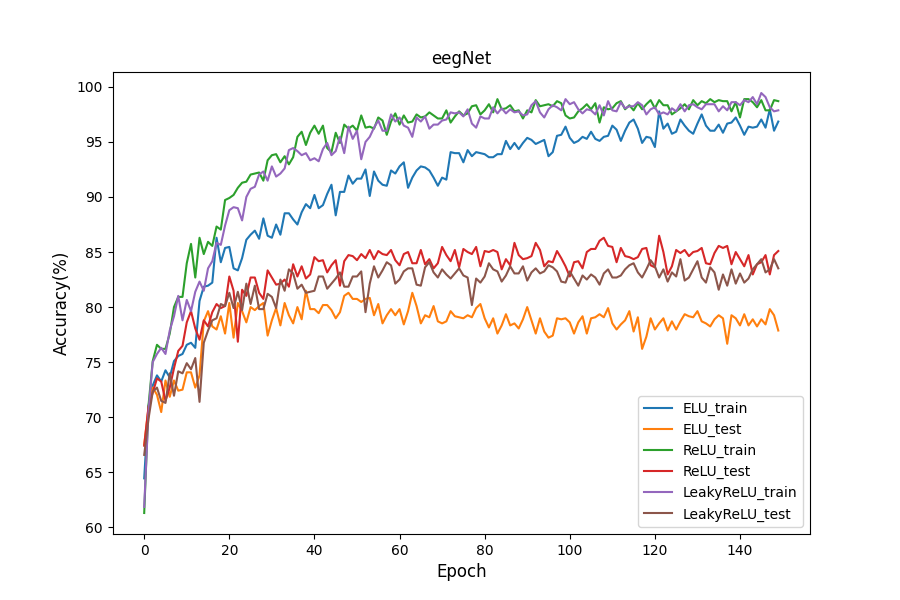 eegNet
Accuracy(%)
100
95
90
85
80
75
70
65
60
0 20 40 60 80 100 120 140
Epoch
ELU_train
ELU_test
ReLU_train
ReLU_test
LeakyReLU_train
LeakyReLU_test